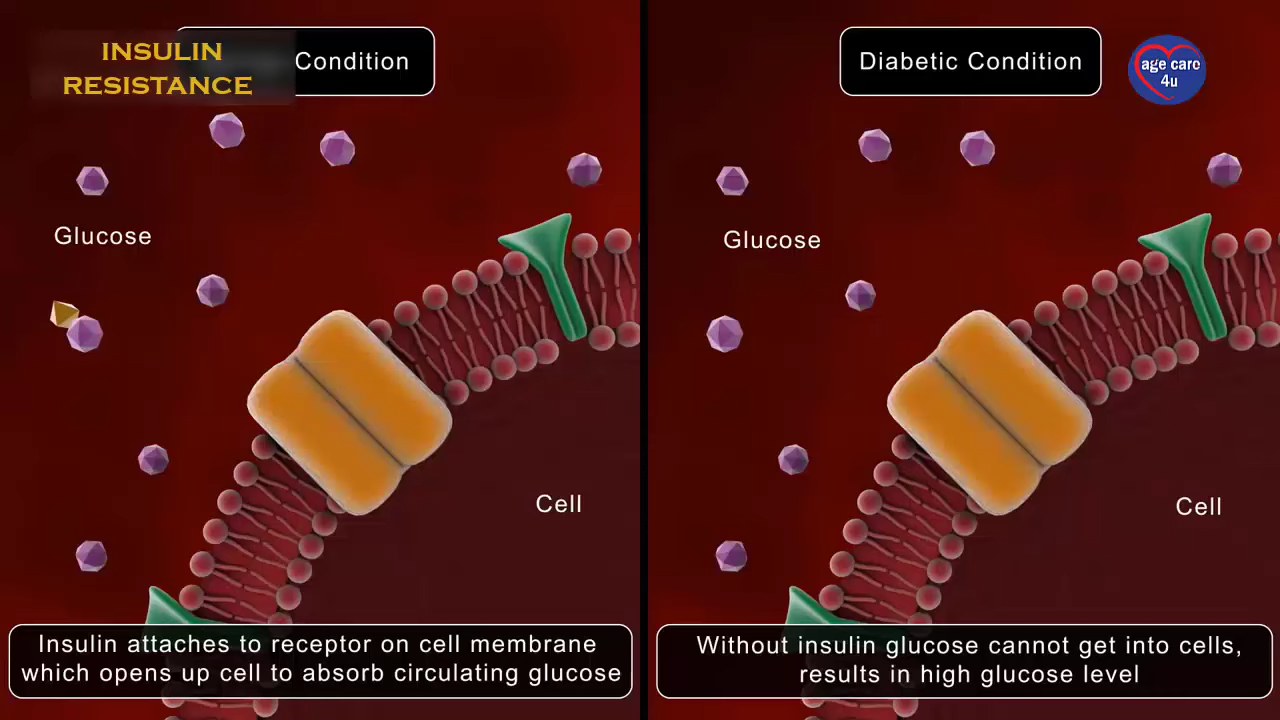 INSULIN
RESISTANCE
Condition
Diabetic Condition
age care
4u
Glucose
Glucose
Cell
Cell
Insulin attaches to receptor on cell membrane
which opens up cell to absorb circulating glucose
Without insulin glucose cannot get into cells,
results in high glucose level